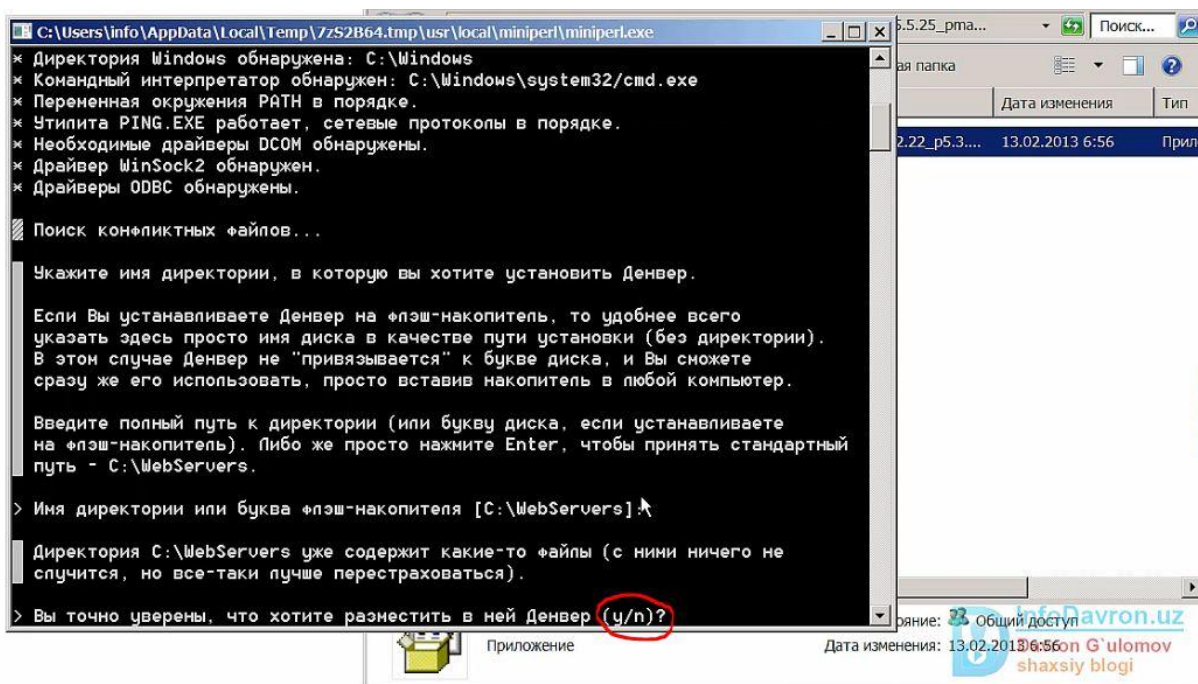 C:\Users\info\AppData\Local\Temp\7zS2B64.tmp\usr\local\miniperl\miniperl.exe
* Директория Windows обнаружена: C:\Windows
* Командный интерпретатор обнаружен: C:\Windows\system32/cmd.exe
* Переменная окружения PATH в порядке.
* Утилита PING.EXE работает, сетевые протоколы в порядке.
* Необходимые драйверы DCOM обнаружены.
* Драйвер WinSock2 обнаружен.
* Драйверы ODBC обнаружены.
Поиск конфликтных файлов...
Укажите имя директории, в которую вы хотите установить Денвер.
Если Вы устанавливаете Денвер на флэш-накопитель, то удобнее всего
указать здесь просто имя диска в качестве пути установки (без директории).
В этом случае Денвер не "привязывается" к букве диска, и Вы сможете
сразу же его использовать, просто вставив накопитель в любой компьютер.
Введите полный путь к директории (или букву диска, если устанавливаете
на флэш-накопитель). Либо же просто нажмите Enter, чтобы принять стандартный
путь - C:\WebServers.
> Имя директории или буква флэш-накопителя [C:\WebServers]:
Директория C:\WebServers уже содержит какие-то файлы (с ними ничего не
случится, но все-таки лучше перестраховаться).
> Вы точно уверены, что хотите разместить в ней Денвер (y/n)?
5.5.25_pma...
Поиск...
ая папка
Дата изменения
Тип
2.22_p5.3....
13.02.2013 6:56
Прил
ояние: Общий доступ
Приложение
Дата изменения: 13.02.2013 6:56
InfoDavron.uz
Davron G`ulomov
shaxsiy blogi